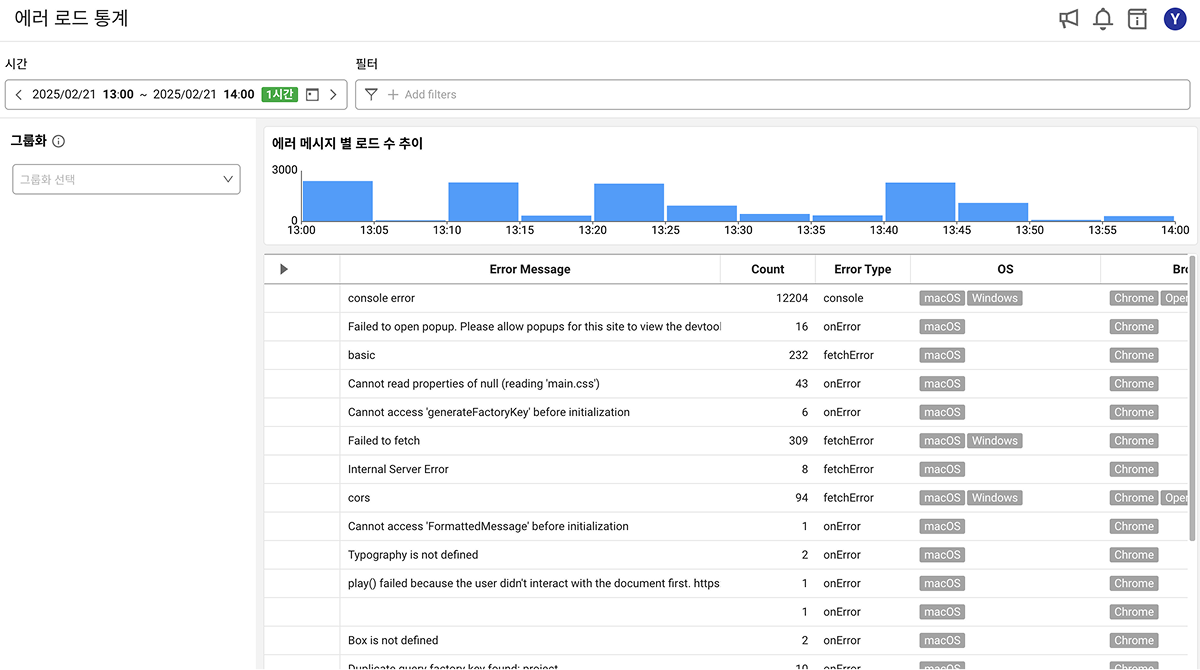 에러 로드 통계
Y
시간
필터
2025/02/21 13:00 ~ 2025/02/21 14:00 1시간
Add filters
그룹화
그룹화 선택
에러 메시지 별 로드 수 추이
3000
0
13:00 13:05 13:10 13:15 13:20 13:25 13:30 13:35 13:40 13:45 13:50 13:55 14:00
Error Message Count Error Type OS Bro
console error 12204 console macOS Windows Chrome Oper
Failed to open popup. Please allow popups for this site to view the devtool 16 onError macOS Chrome
basic 232 fetchError macOS Chrome
Cannot read properties of null (reading 'main.css') 43 onError macOS Chrome
Cannot access 'generateFactoryKey' before initialization 6 onError macOS Chrome
Failed to fetch 309 fetchError macOS Windows Chrome
Internal Server Error 8 fetchError macOS Chrome
cors 94 fetchError macOS Windows Chrome Oper
Cannot access 'FormattedMessage' before initialization 1 onError macOS Chrome
Typography is not defined 2 onError macOS Chrome
play() failed because the user didn't interact with the document first. https 1 onError macOS Chrome
1 onError macOS Chrome
Box is not defined 2 onError macOS Chrome
Duplicate query factory key found: project 10 onError macOS Chrome